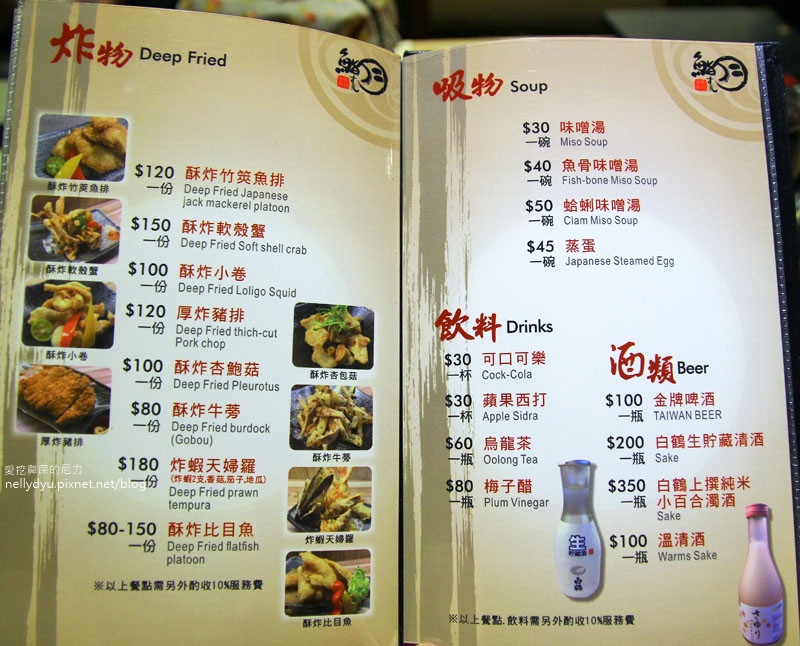 炸物 Deep Fried
酥炸竹筴魚排
$120 酥炸竹筴魚排
一份 Deep Fried Japanese
jack mackerel platoon
酥炸軟殼蟹
$150 酥炸軟殼蟹
一份 Deep Fried Soft shell crab
$100 酥炸小卷
一份 Deep Fried Loligo Squid
酥炸小卷
$120 厚炸豬排
一份 Deep Fried thich-cut
Pork chop
厚炸豬排
$100 酥炸杏鮑菇
一份 Deep Fried Pleurotus
酥炸杏包菇
$80 酥炸牛蒡
一份 Deep Fried burdock
(Gobou)
酥炸牛蒡
$180 炸蝦天婦羅
一份 (炸蝦2支,香菇,茄子,地瓜)
Deep Fried prawn
tempura
炸蝦天婦羅
$80-150 酥炸比目魚
一份 Deep Fried flatfish
platoon
酥炸比目魚
※以上餐點需另外酌收10%服務費
愛挖鼻屎的尼力
nellydyu.pixnet.net/blog
吸物 Soup
$30 味噌湯
一碗 Miso Soup
$40 魚骨味噌湯
一碗 Fish-bone Miso Soup
$50 蛤蜊味噌湯
一碗 Clam Miso Soup
$45 蒸蛋
一碗 Japanese Steamed Egg
飲料 Drinks
$30 可口可樂
一杯 Cock-Cola
$30 蘋果西打
一杯 Apple Sidra
$60 烏龍茶
一瓶 Oolong Tea
$80 梅子醋
一瓶 Plum Vinegar
酒類 Beer
$100 金牌啤酒
一瓶 TAIWAN BEER
$200 白鶴生貯藏清酒
一瓶 Sake
$350 白鶴上撰純米
一瓶 小百合濁酒
Sake
$100 溫清酒
一瓶 Warms Sake
生
貯蔵酒
白鶴
さゆり
※以上餐點.飲料需另外酌收10%服務費